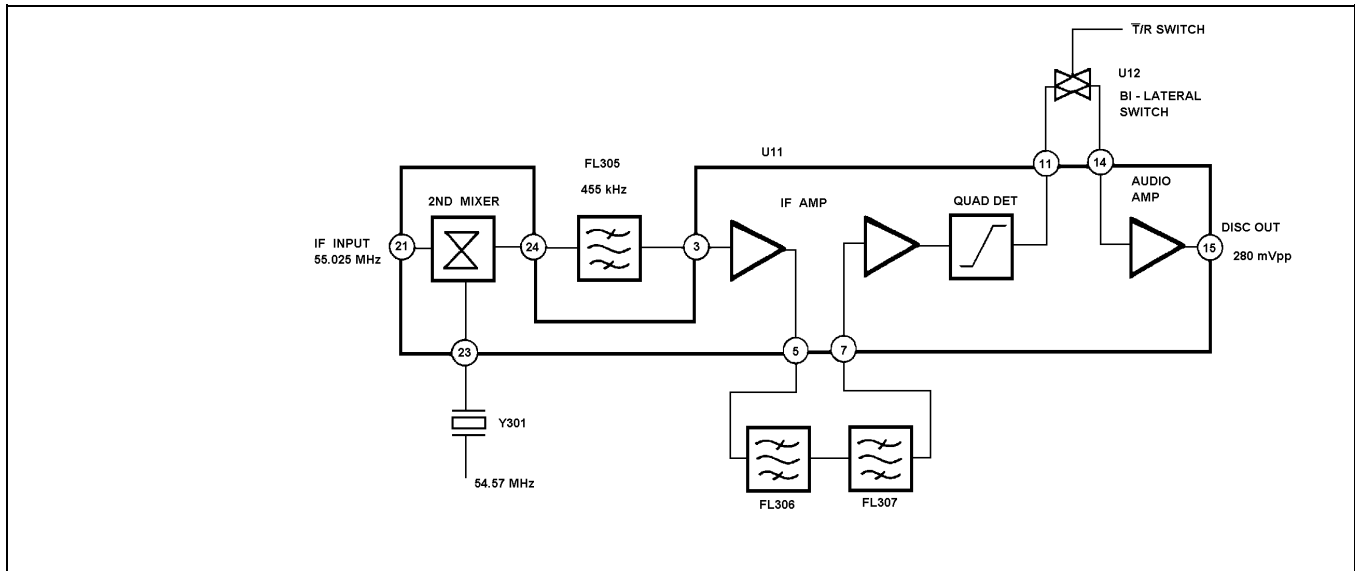 T̅/R SWITCH
U12
BI - LATERAL
SWITCH
U11
FL305
455 kHz
11
14
2ND MIXER
IF AMP
QUAD DET
AUDIO
AMP
IF INPUT
55.025 MHz
21
24
3
15
DISC OUT
280 mVpp
23
5
7
Y301
54.57 MHz
FL306
FL307